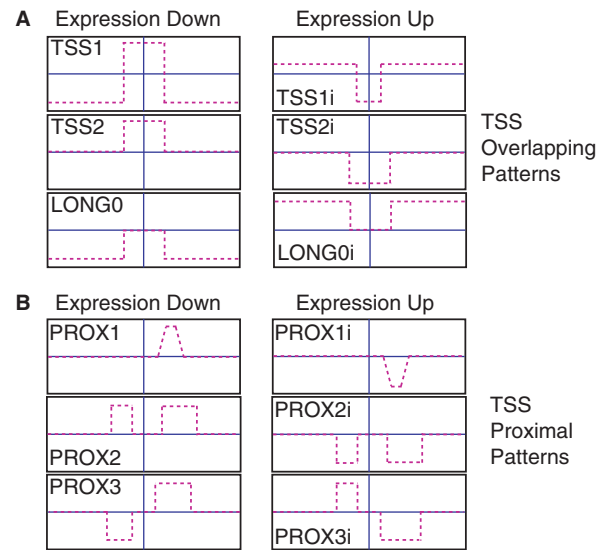 A Expression Down Expression Up
TSS1
TSS1i
TSS2
TSS2i
TSS
Overlapping
Patterns
LONG0
LONG0i
B Expression Down Expression Up
PROX1
PROX1i
PROX2
PROX2i
TSS
Proximal
Patterns
PROX3
PROX3i